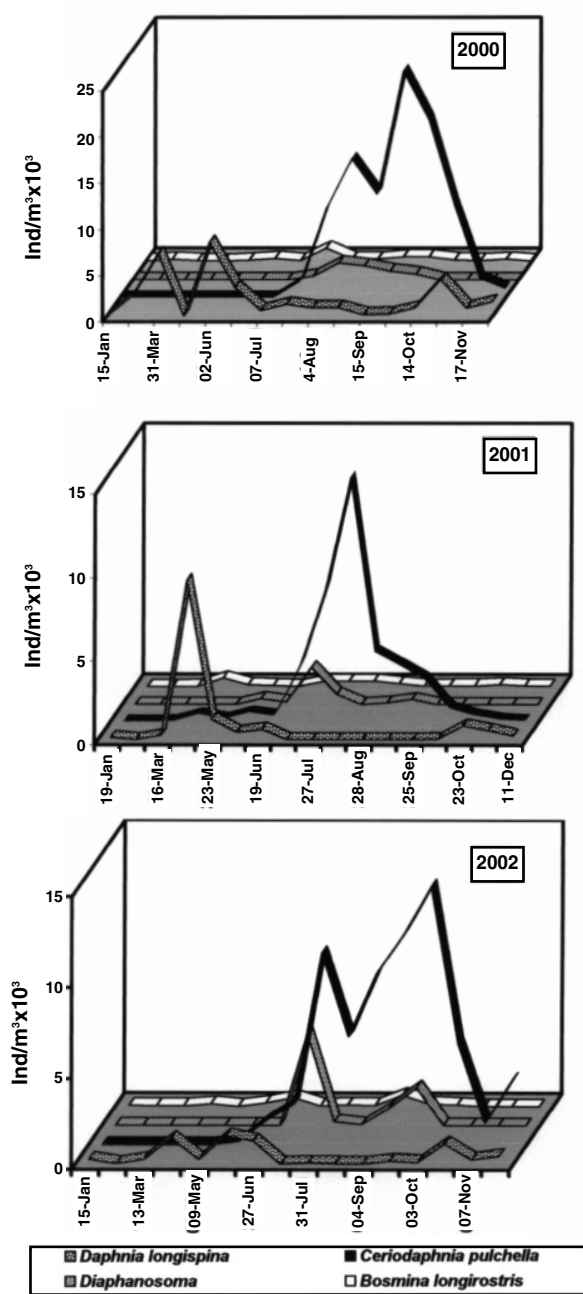 2000
Ind/m³x10³
25
20
15
10
5
0
15-Jan
31-Mar
02-Jun
07-Jul
4-Aug
15-Sep
14-Oct
17-Nov
2001
Ind/m³x10³
15
10
5
0
19-Jan
16-Mar
23-May
19-Jun
27-Jul
28-Aug
25-Sep
23-Oct
11-Dec
2002
Ind/m³x10³
15
10
5
0
15-Jan
13-Mar
09-May
27-Jun
31-Jul
04-Sep
03-Oct
07-Nov
Daphnia longispina
Ceriodaphnia pulchella
Diaphanosoma
Bosmina longirostris